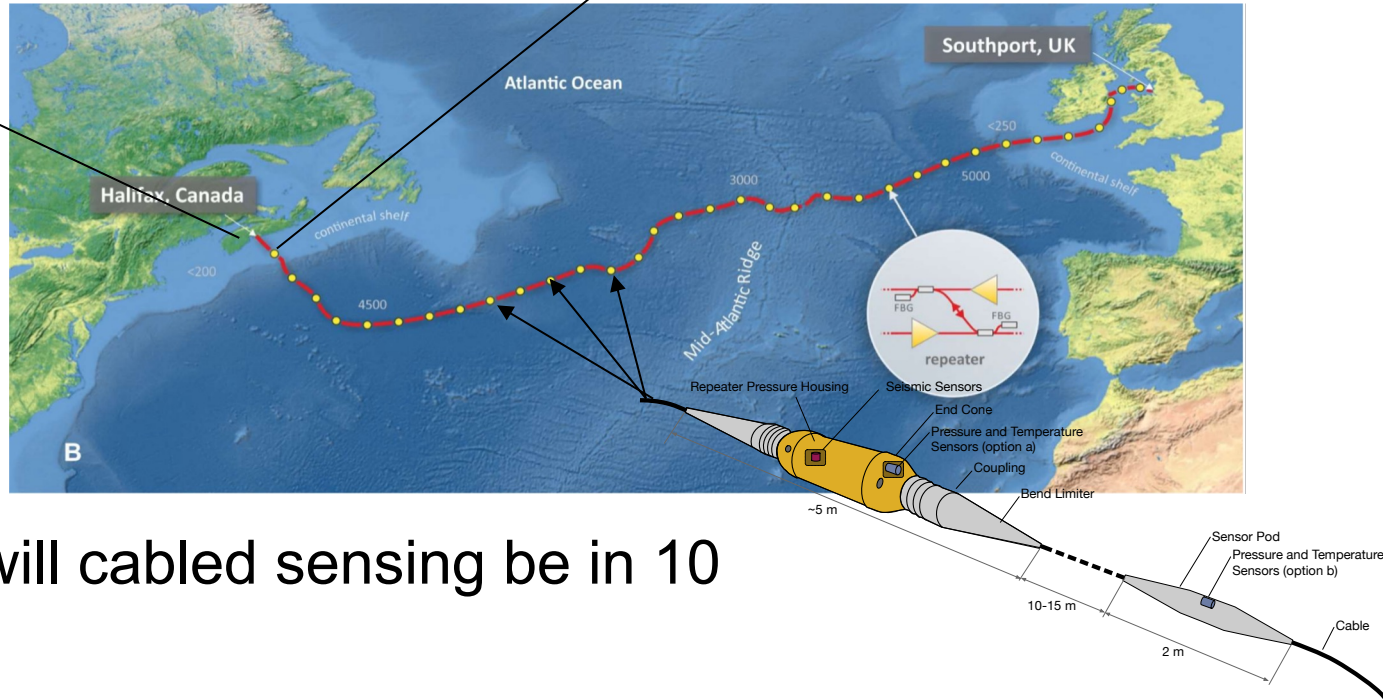 Southport, UK
Atlantic Ocean
<250
continental shelf
5000
3000
Halifax, Canada
continental shelf
<200
4500
Mid-Atlantic Ridge
FBG
FBG
repeater
B
Repeater Pressure Housing
Seismic Sensors
End Cone
Pressure and Temperature
Sensors (option a)
Coupling
Bend Limiter
~5 m
Sensor Pod
Pressure and Temperature
Sensors (option b)
10-15 m
Cable
2 m
will cabled sensing be in 10